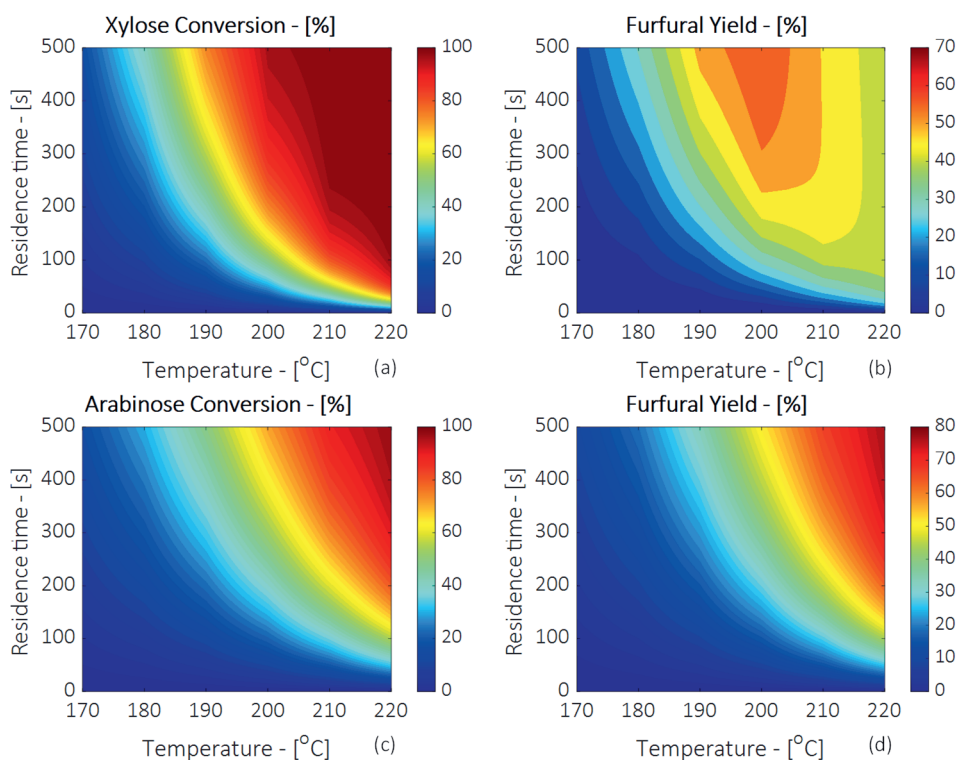 Xylose Conversion - [%]
Residence time - [s]
500
400
300
200
100
0
170 180 190 200 210 220
Temperature - [°C]
(a)
100
80
60
40
20
0
Furfural Yield - [%]
Residence time - [s]
500
400
300
200
100
0
170 180 190 200 210 220
Temperature - [°C]
(b)
70
60
50
40
30
20
10
0
Arabinose Conversion - [%]
Residence time - [s]
500
400
300
200
100
0
170 180 190 200 210 220
Temperature - [°C]
(c)
100
80
60
40
20
0
Furfural Yield - [%]
Residence time - [s]
500
400
300
200
100
0
170 180 190 200 210 220
Temperature - [°C]
(d)
80
70
60
50
40
30
20
10
0